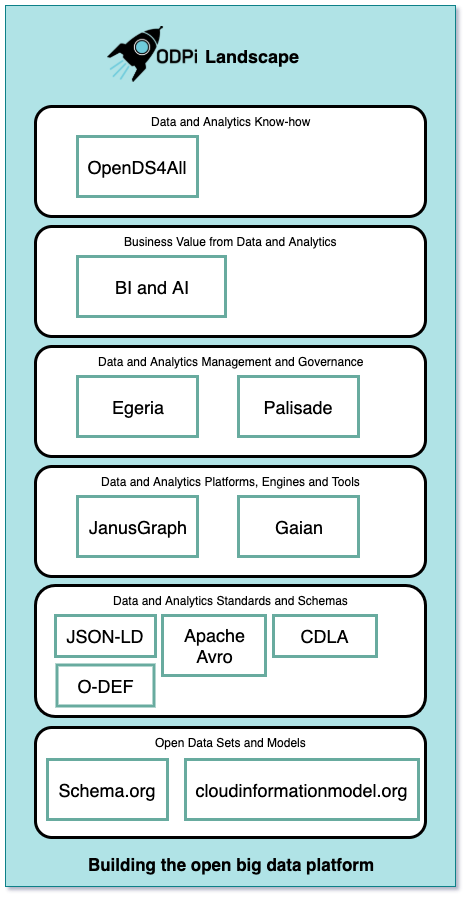 ODPi Landscape
Data and Analytics Know-how
OpenDS4All
Business Value from Data and Analytics
BI and AI
Data and Analytics Management and Governance
Egeria
Palisade
Data and Analytics Platforms, Engines and Tools
JanusGraph
Gaian
Data and Analytics Standards and Schemas
JSON-LD
Apache
Avro
CDLA
O-DEF
Open Data Sets and Models
Schema.org
cloudinformationmodel.org
Building the open big data platform